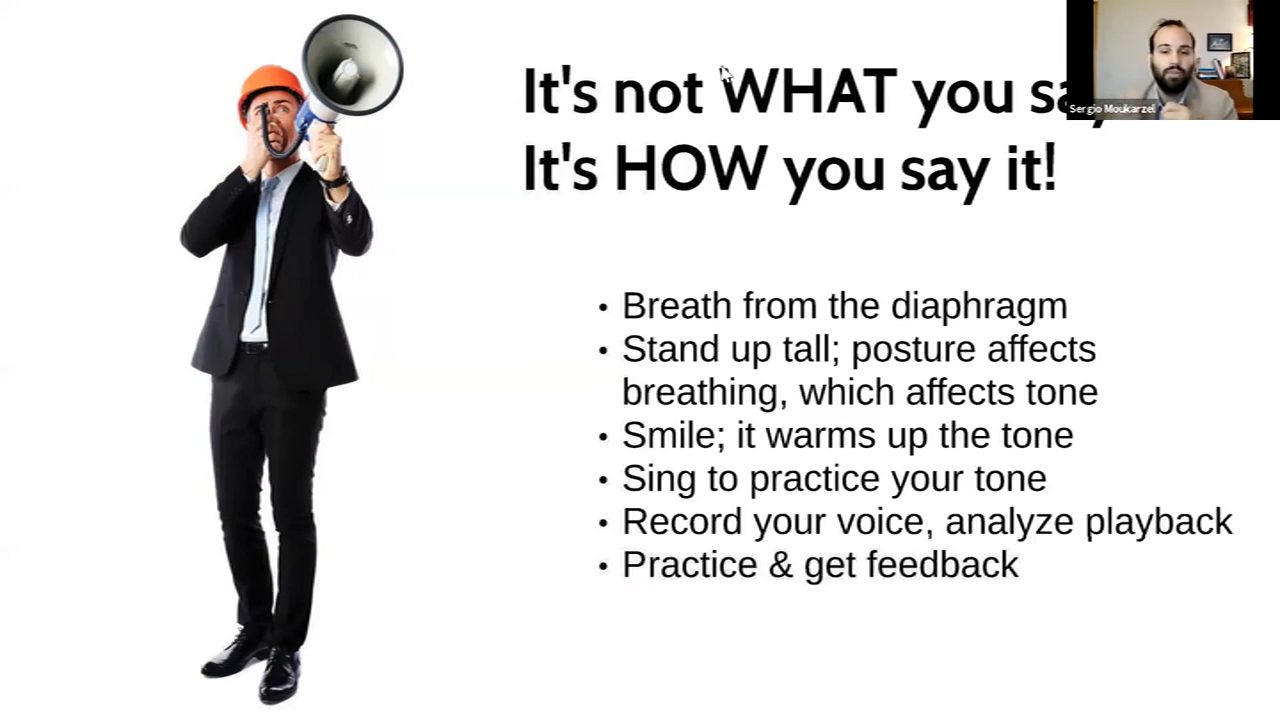 It's not WHAT you say
It's HOW you say it!
Sergio Moukarzel
• Breath from the diaphragm
• Stand up tall; posture affects
breathing, which affects tone
• Smile; it warms up the tone
• Sing to practice your tone
• Record your voice, analyze playback
• Practice & get feedback